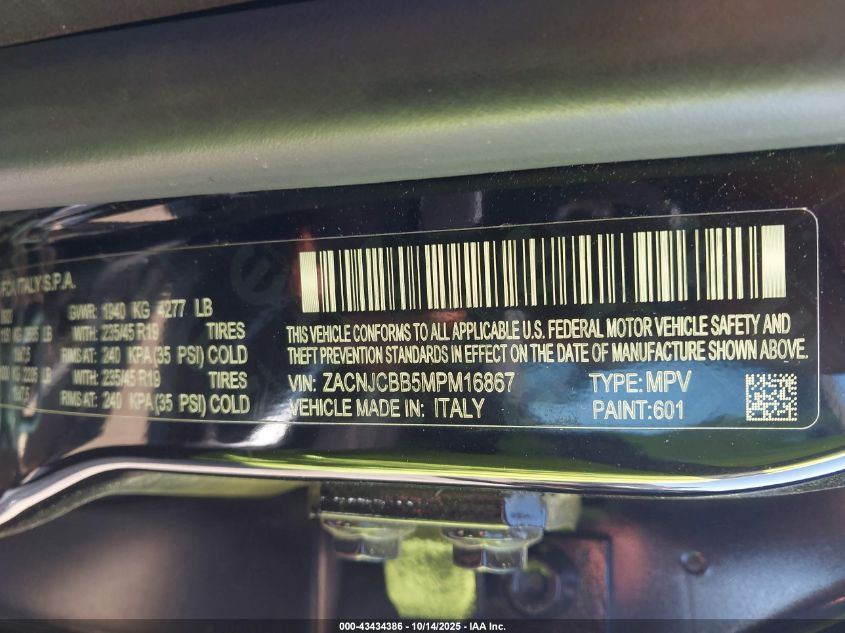 FCA ITALY S.P.A.
GVWR: 1940 KG 4277 LB
WITH: 235/45 R19 TIRES
RIMS AT: 240 KPA (35 PSI) COLD
WITH: 235/45 R19 TIRES
RIMS AT: 240 KPA (35 PSI) COLD
THIS VEHICLE CONFORMS TO ALL APPLICABLE U.S. FEDERAL MOTOR VEHICLE SAFETY AND
THEFT PREVENTION STANDARDS IN EFFECT ON THE DATE OF MANUFACTURE SHOWN ABOVE.
VIN: ZACNJCBB5MPM16867 TYPE: MPV
VEHICLE MADE IN: ITALY PAINT:601
000-43434386 - 10/14/2025 - IAA Inc.